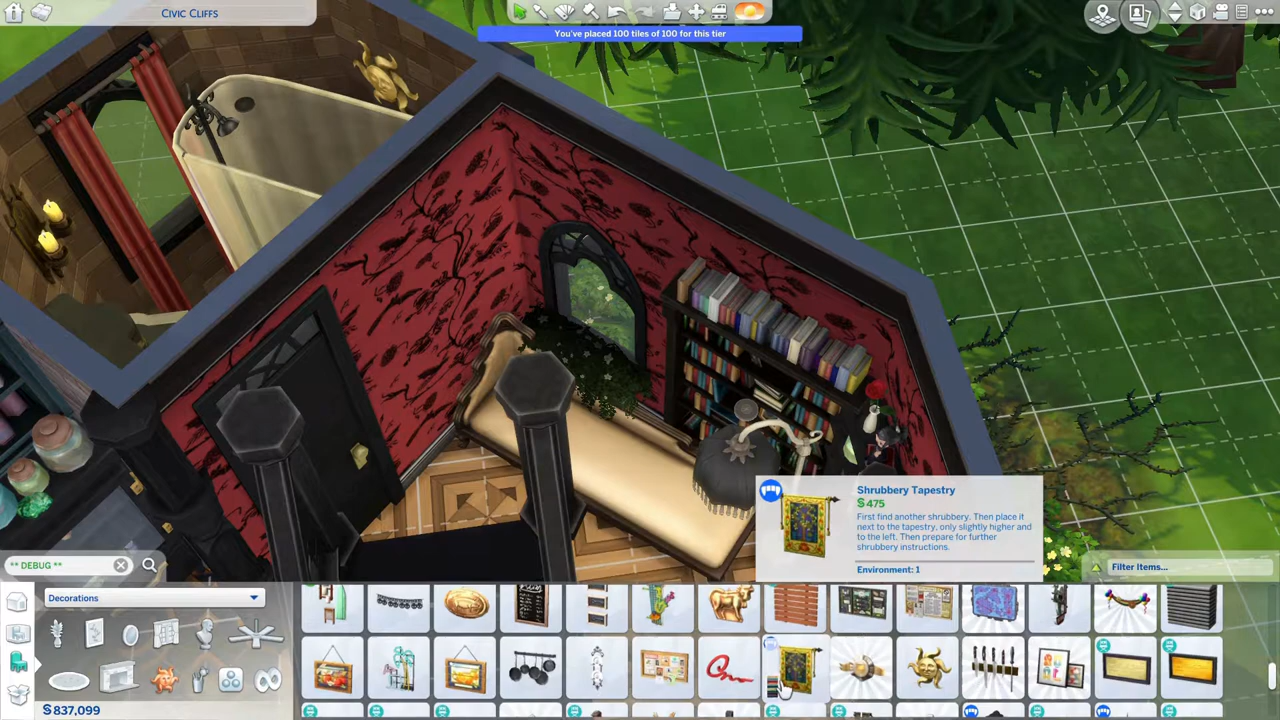 CIVIC CLIFFS
You've placed 100 tiles of 100 for this tier
Shrubbery Tapestry
§475
First find another shrubbery. Then place it
next to the tapestry, only slightly higher and
to the left. Then prepare for further
shrubbery instructions.
Environment: 1
** DEBUG **
Filter Items...
Decorations
§837,099